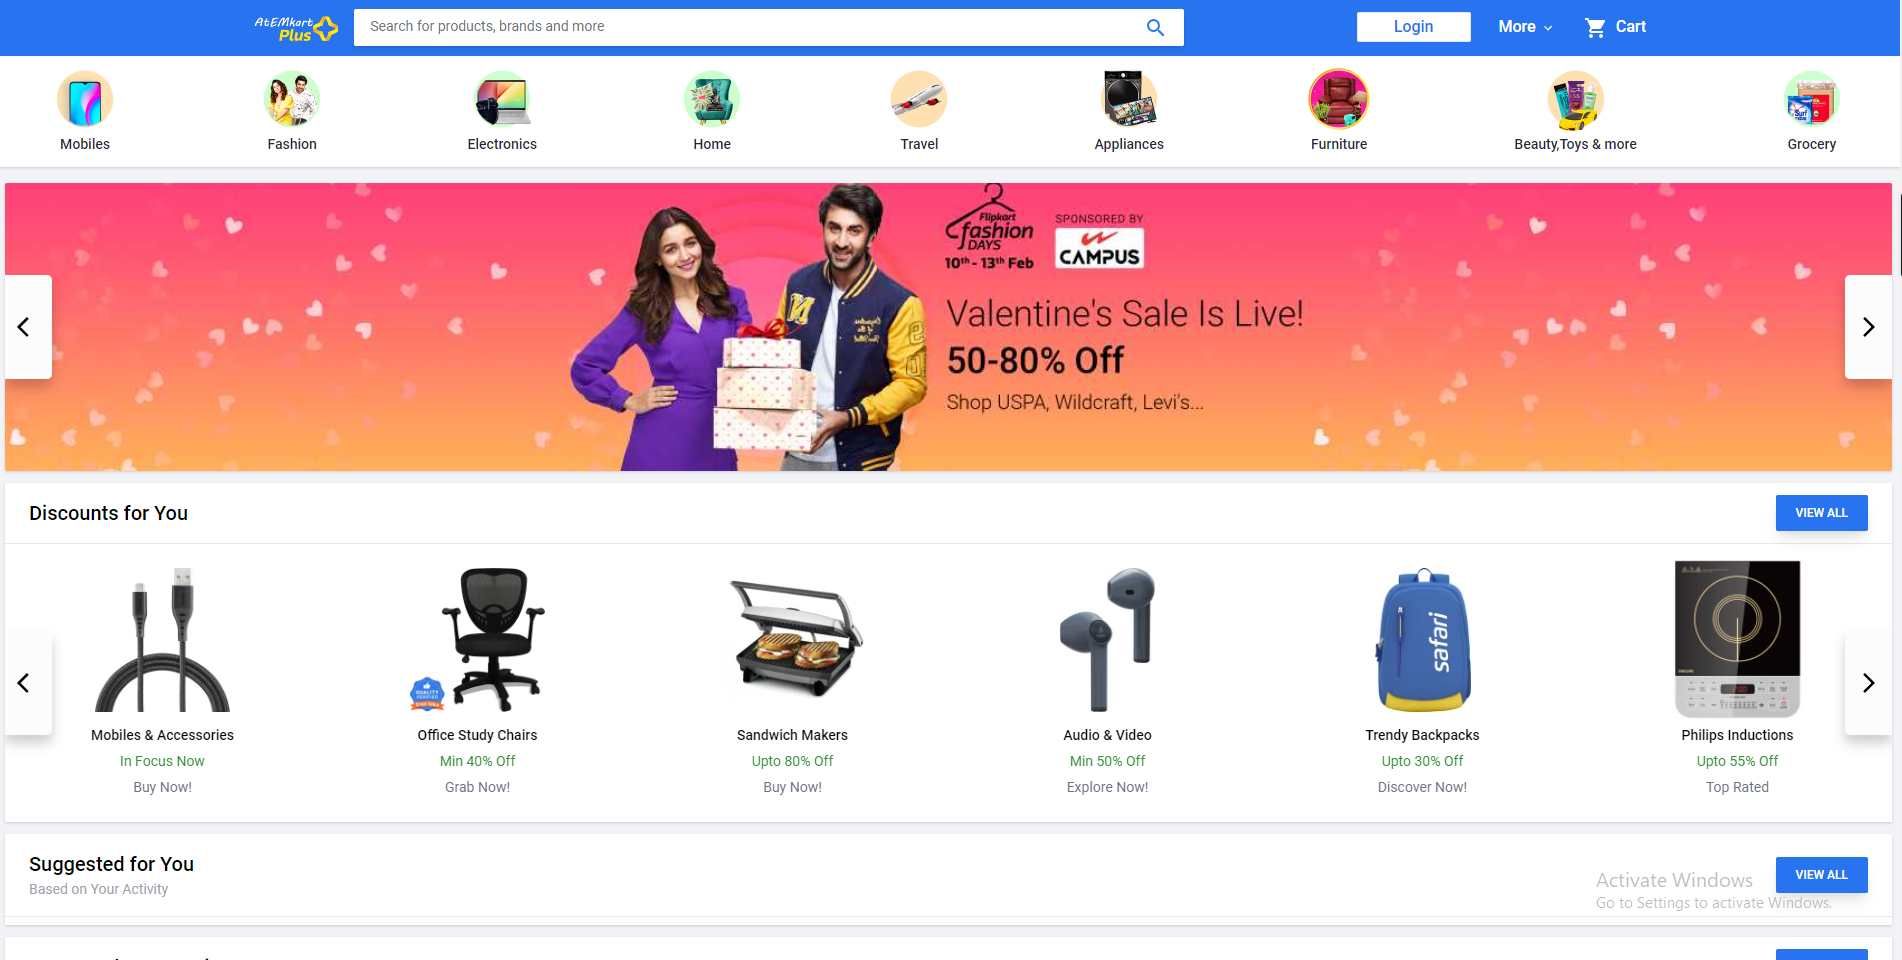 AtEMkart
Plus
Search for products, brands and more
Login
More
Cart
Mobiles
Fashion
Electronics
Home
Travel
Appliances
Furniture
Beauty,Toys & more
Grocery
Flipkart
fashion
DAYS
10th - 13th Feb
SPONSORED BY
CAMPUS
Valentine's Sale Is Live!
50-80% Off
Shop USPA, Wildcraft, Levi's...
Discounts for You
VIEW ALL
safari
QUALITY
VERIFIED
Mobiles & Accessories
Office Study Chairs
Sandwich Makers
Audio & Video
Trendy Backpacks
Philips Inductions
In Focus Now
Min 40% Off
Upto 80% Off
Min 50% Off
Upto 30% Off
Upto 55% Off
Buy Now!
Grab Now!
Buy Now!
Explore Now!
Discover Now!
Top Rated
Suggested for You
Based on Your Activity
VIEW ALL
Activate Windows
Go to Settings to activate Windows.